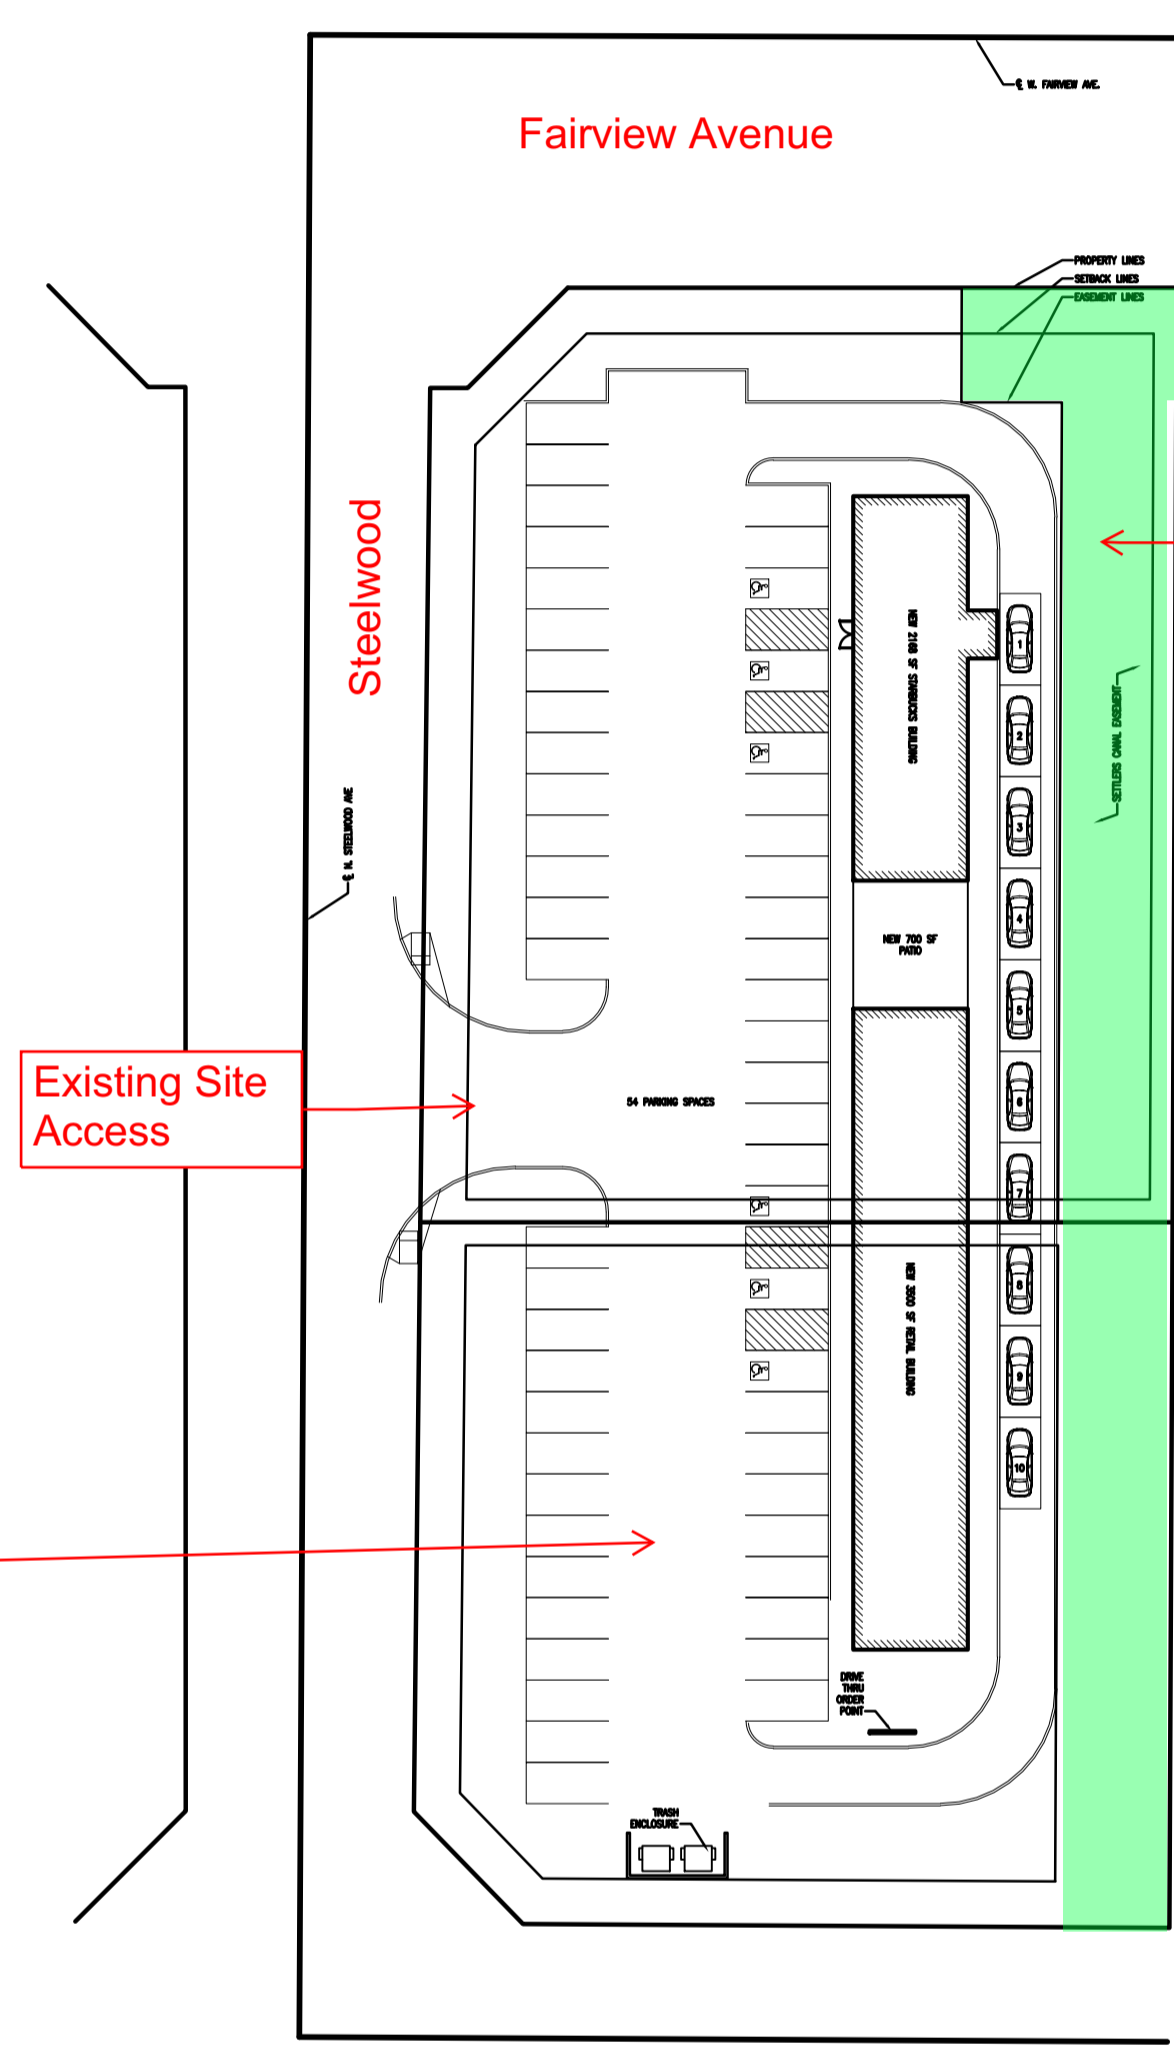 ℄ W. FAIRVIEW AVE.
Fairview Avenue
PROPERTY LINES
SETBACK LINES
EASEMENT LINES
Steelwood
℄ N. STEELWOOD AVE
NEW 2168 SF STARBUCKS BUILDING
SETTLERS CANAL EASEMENT
1
2
3
4
5
6
7
8
9
10
NEW 700 SF
PATIO
Existing Site
Access
54 PARKING SPACES
NEW 3500 SF RETAIL BUILDING
DRIVE
THRU
ORDER
POINT
TRASH
ENCLOSURE